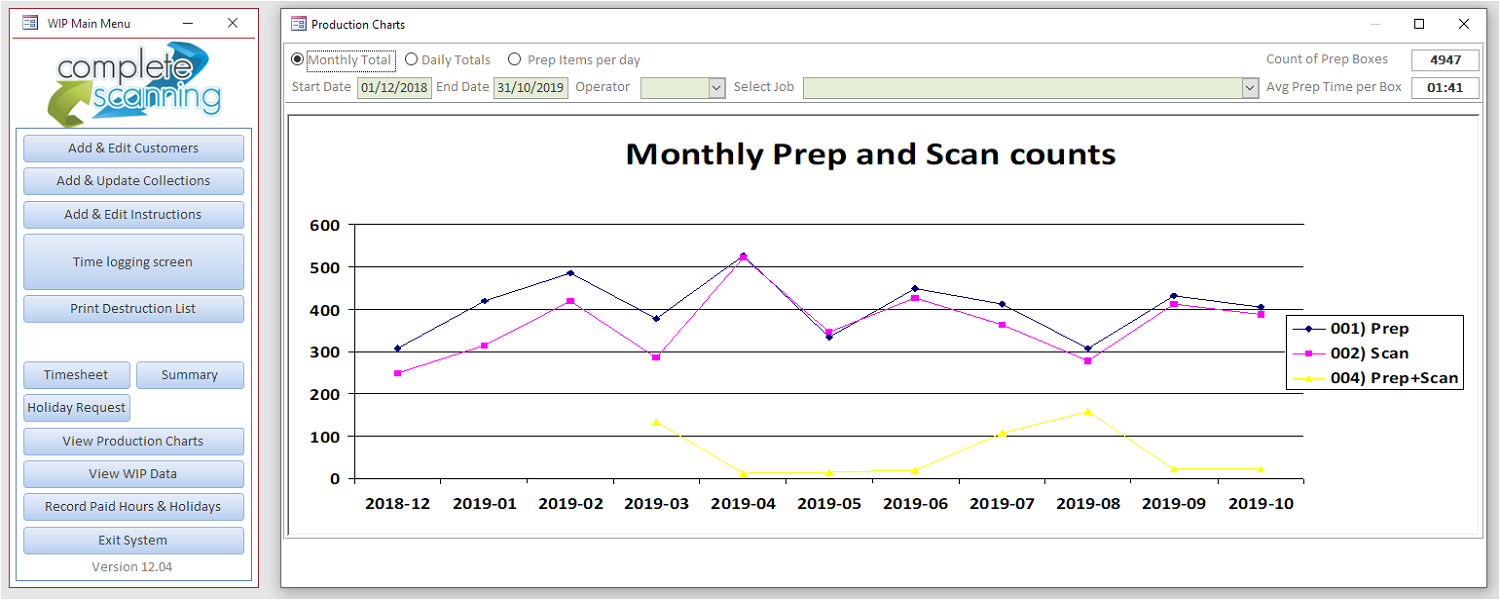 WIP Main Menu
complete
scanning
Add & Edit Customers
Add & Update Collections
Add & Edit Instructions
Time logging screen
Print Destruction List
Timesheet Summary
Holiday Request
View Production Charts
View WIP Data
Record Paid Hours & Holidays
Exit System
Version 12.04
Production Charts
Monthly Total Daily Totals Prep Items per day Count of Prep Boxes 4947
Start Date 01/12/2018 End Date 31/10/2019 Operator Select Job Avg Prep Time per Box 01:41
Monthly Prep and Scan counts
600
500
400
300
200
100
0
2018-12 2019-01 2019-02 2019-03 2019-04 2019-05 2019-06 2019-07 2019-08 2019-09 2019-10
001) Prep
002) Scan
004) Prep+Scan